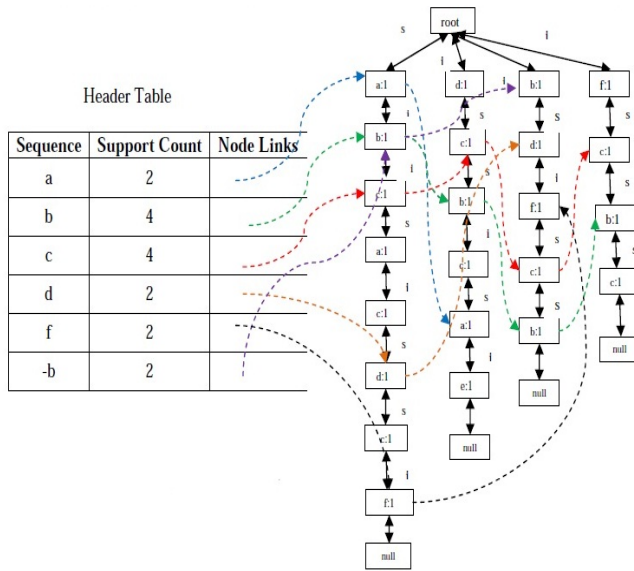 Header Table
Sequence Support Count Node Links
a 2
b 4
c 4
d 2
f 2
-b 2
root
s
a:1
i
b:1
i
c:1
s
a:1
i
c:1
s
d:1
s
c:1
i
f:1
null
i
d:1
s
c:1
s
b:1
i
c:1
s
a:1
i
e:1
null
i
b:1
s
d:1
i
f:1
s
c:1
s
b:1
null
i
f:1
s
c:1
s
b:1
s
c:1
null